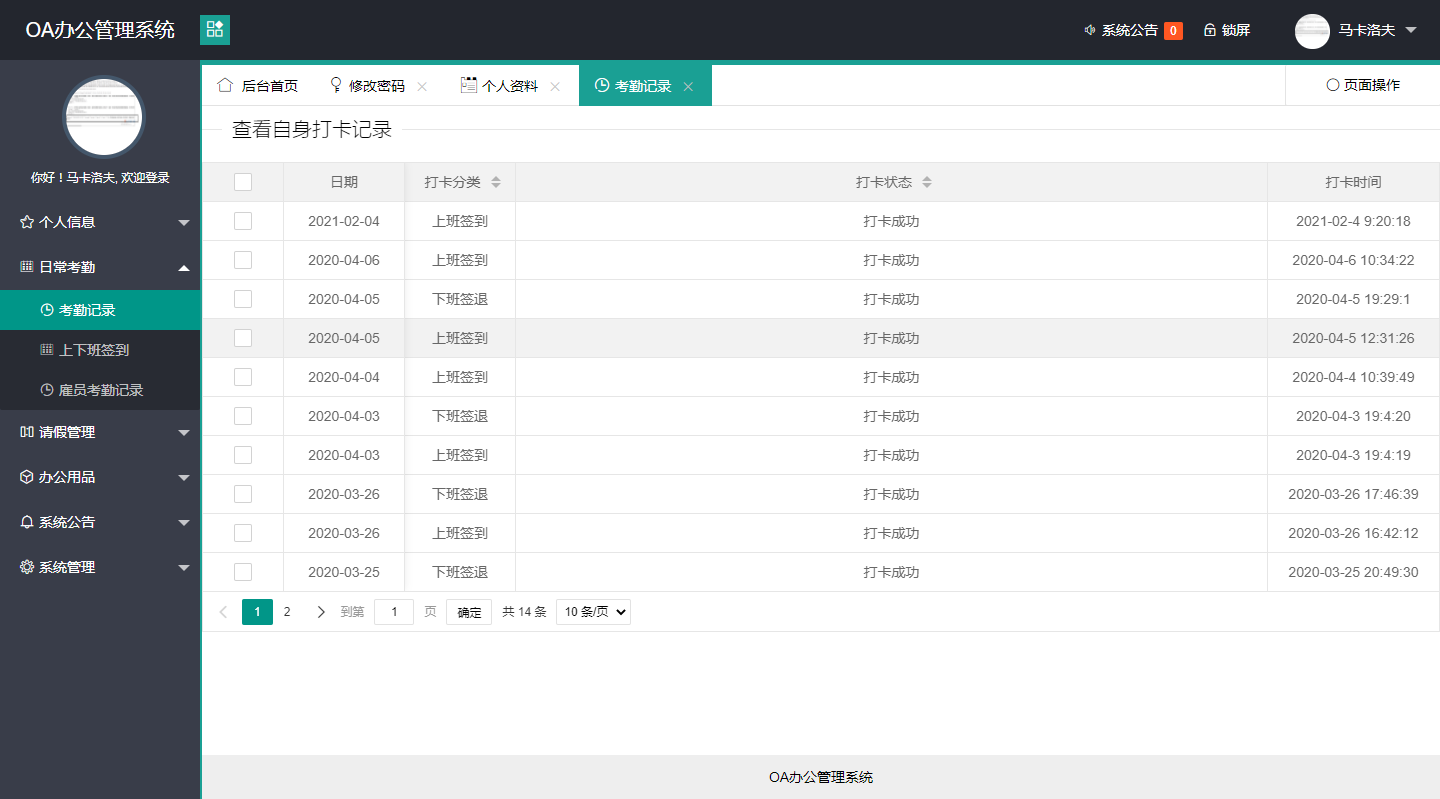 OA办公管理系统
系统公告 0 锁屏 马卡洛夫
你好！马卡洛夫, 欢迎登录
个人信息
日常考勤
考勤记录
上下班签到
雇员考勤记录
请假管理
办公用品
系统公告
系统管理
后台首页 修改密码 个人资料 考勤记录 页面操作
查看自身打卡记录
日期 打卡分类 打卡状态 打卡时间
2021-02-04 上班签到 打卡成功 2021-02-4 9:20:18
2020-04-06 上班签到 打卡成功 2020-04-6 10:34:22
2020-04-05 下班签退 打卡成功 2020-04-5 19:29:1
2020-04-05 上班签到 打卡成功 2020-04-5 12:31:26
2020-04-04 上班签到 打卡成功 2020-04-4 10:39:49
2020-04-03 下班签退 打卡成功 2020-04-3 19:4:20
2020-04-03 上班签到 打卡成功 2020-04-3 19:4:19
2020-03-26 下班签退 打卡成功 2020-03-26 17:46:39
2020-03-26 上班签到 打卡成功 2020-03-26 16:42:12
2020-03-25 下班签退 打卡成功 2020-03-25 20:49:30
1 2 到第 1 页 确定 共 14 条 10 条/页
OA办公管理系统